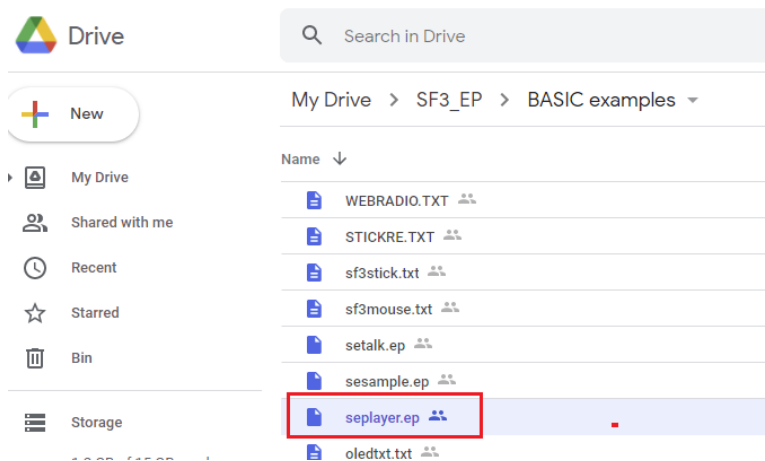 Drive
Search in Drive
New
My Drive > SF3_EP > BASIC examples
Name
My Drive
Shared with me
Recent
Starred
Bin
Storage
WEBRADIO.TXT
STICKRE.TXT
sf3stick.txt
sf3mouse.txt
setalk.ep
sesample.ep
seplayer.ep
oledtxt.txt